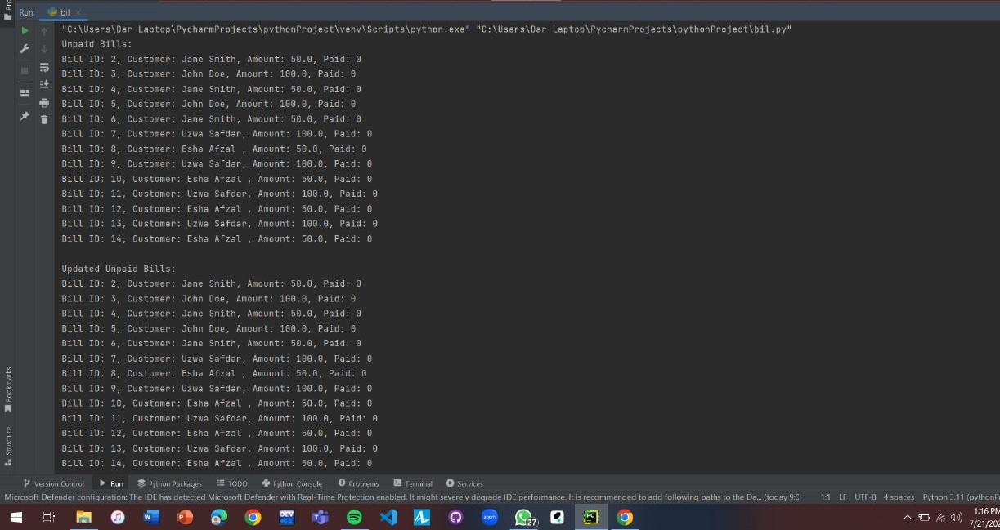 Run:
bil
"C:\Users\Dar Laptop\PycharmProjects\pythonProject\venv\Scripts\python.exe" "C:\Users\Dar Laptop\PycharmProjects\pythonProject\bil.py"
Unpaid Bills:
Bill ID: 2, Customer: Jane Smith, Amount: 50.0, Paid: 0
Bill ID: 3, Customer: John Doe, Amount: 100.0, Paid: 0
Bill ID: 4, Customer: Jane Smith, Amount: 50.0, Paid: 0
Bill ID: 5, Customer: John Doe, Amount: 100.0, Paid: 0
Bill ID: 6, Customer: Jane Smith, Amount: 50.0, Paid: 0
Bill ID: 7, Customer: Uzwa Safdar, Amount: 100.0, Paid: 0
Bill ID: 8, Customer: Esha Afzal , Amount: 50.0, Paid: 0
Bill ID: 9, Customer: Uzwa Safdar, Amount: 100.0, Paid: 0
Bill ID: 10, Customer: Esha Afzal , Amount: 50.0, Paid: 0
Bill ID: 11, Customer: Uzwa Safdar, Amount: 100.0, Paid: 0
Bill ID: 12, Customer: Esha Afzal , Amount: 50.0, Paid: 0
Bill ID: 13, Customer: Uzwa Safdar, Amount: 100.0, Paid: 0
Bill ID: 14, Customer: Esha Afzal , Amount: 50.0, Paid: 0
Updated Unpaid Bills:
Bill ID: 2, Customer: Jane Smith, Amount: 50.0, Paid: 0
Bill ID: 3, Customer: John Doe, Amount: 100.0, Paid: 0
Bill ID: 4, Customer: Jane Smith, Amount: 50.0, Paid: 0
Bill ID: 5, Customer: John Doe, Amount: 100.0, Paid: 0
Bill ID: 6, Customer: Jane Smith, Amount: 50.0, Paid: 0
Bill ID: 7, Customer: Uzwa Safdar, Amount: 100.0, Paid: 0
Bill ID: 8, Customer: Esha Afzal , Amount: 50.0, Paid: 0
Bill ID: 9, Customer: Uzwa Safdar, Amount: 100.0, Paid: 0
Bill ID: 10, Customer: Esha Afzal , Amount: 50.0, Paid: 0
Bill ID: 11, Customer: Uzwa Safdar, Amount: 100.0, Paid: 0
Bill ID: 12, Customer: Esha Afzal , Amount: 50.0, Paid: 0
Bill ID: 13, Customer: Uzwa Safdar, Amount: 100.0, Paid: 0
Bill ID: 14, Customer: Esha Afzal , Amount: 50.0, Paid: 0
Bookmarks
Structure
Version Control Run Python Packages TODO Python Console Problems Terminal Services
Microsoft Defender configuration: The IDE has detected Microsoft Defender with Real-Time Protection enabled. It might severely degrade IDE performance. It is recommended to add following paths to the De... (today 9:0 1:1 LF UTF-8 4 spaces Python 3.11 (pythonPr
DEV
zoom
27
PC
1:16 PM
7/21/202